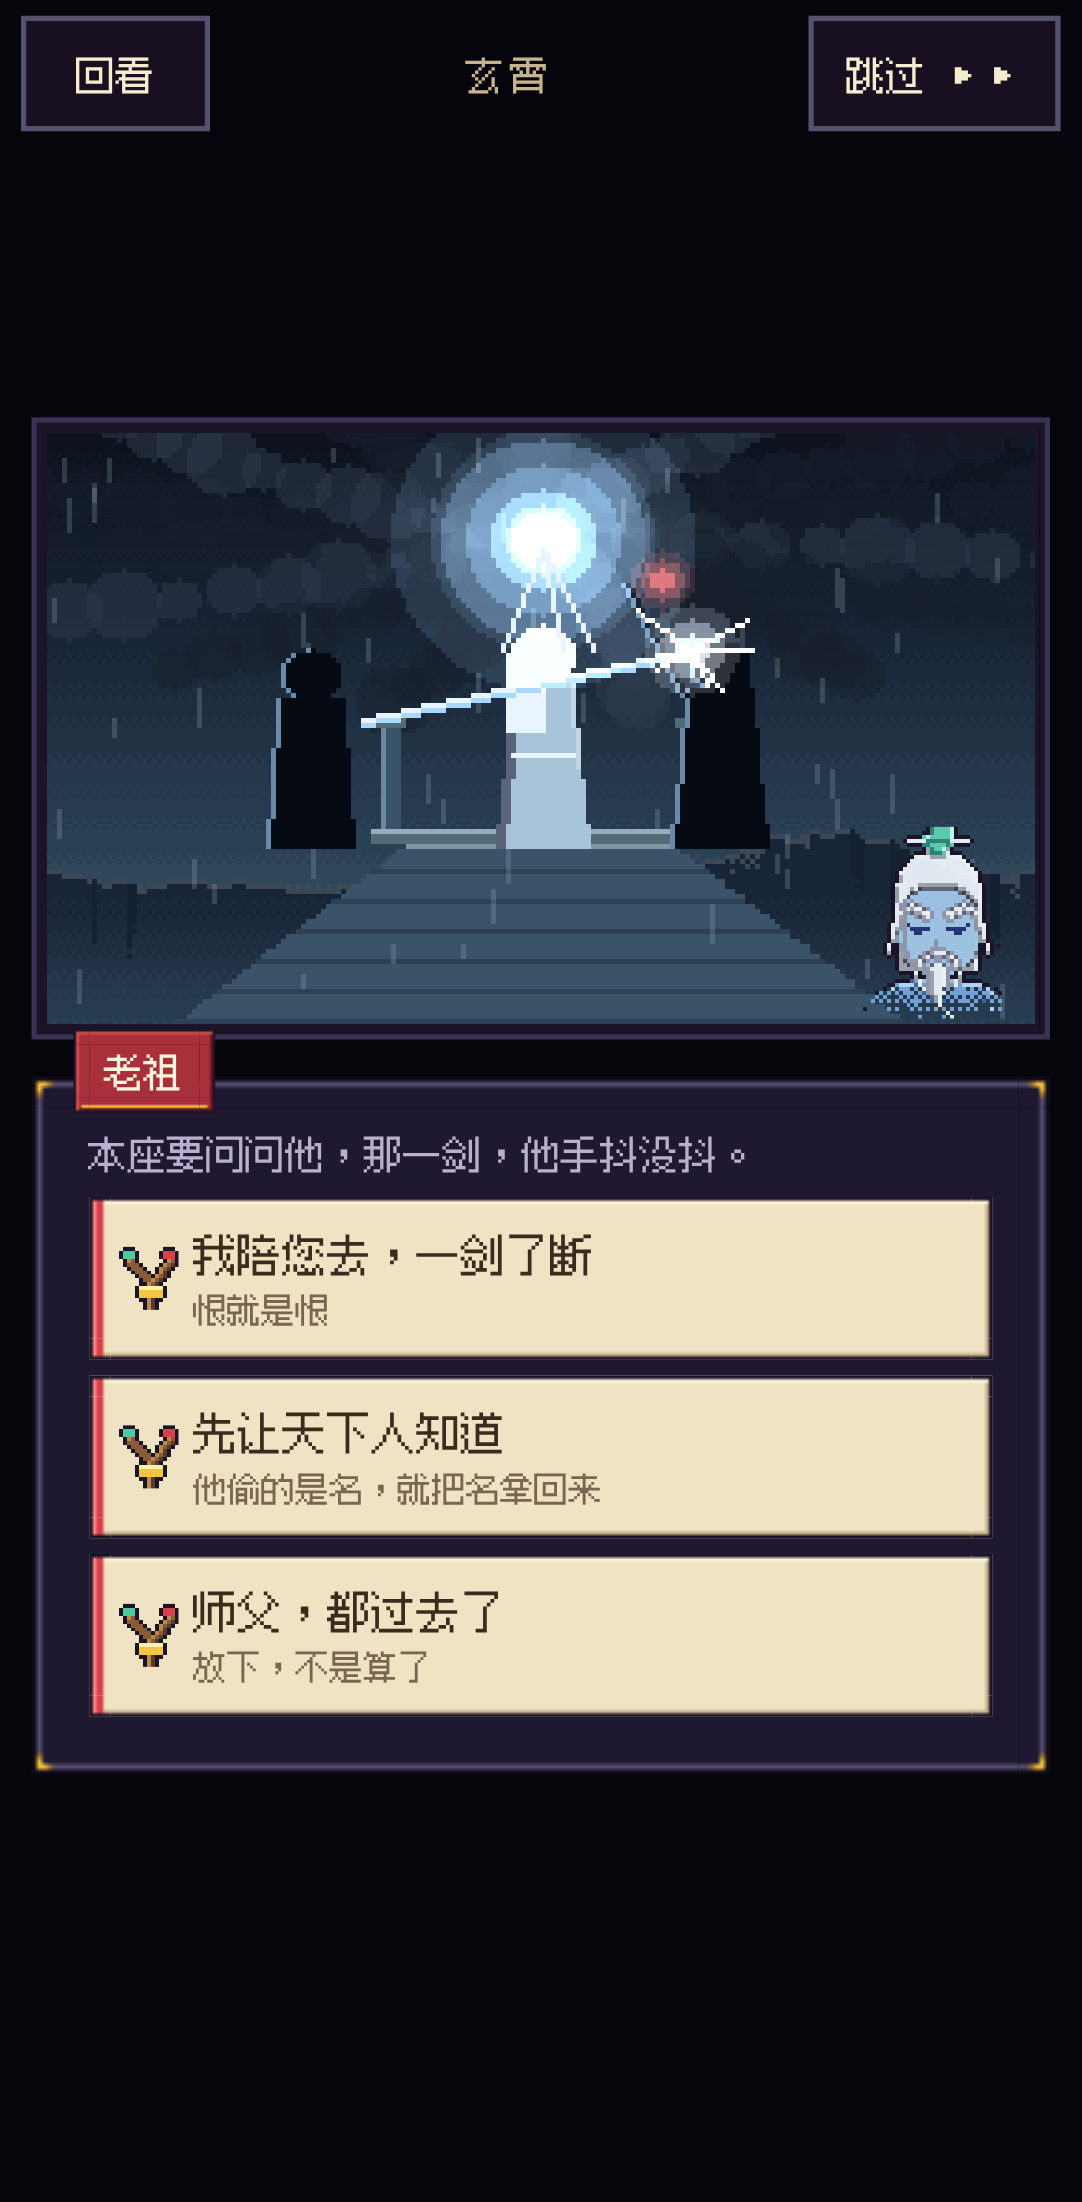 回看
玄霄
跳过
老祖
本座要问问他，那一剑，他手抖没抖。
我陪您去，一剑了断
恨就是恨
先让天下人知道
他偷的是名，就把名拿回来
师父，都过去了
放下，不是算了